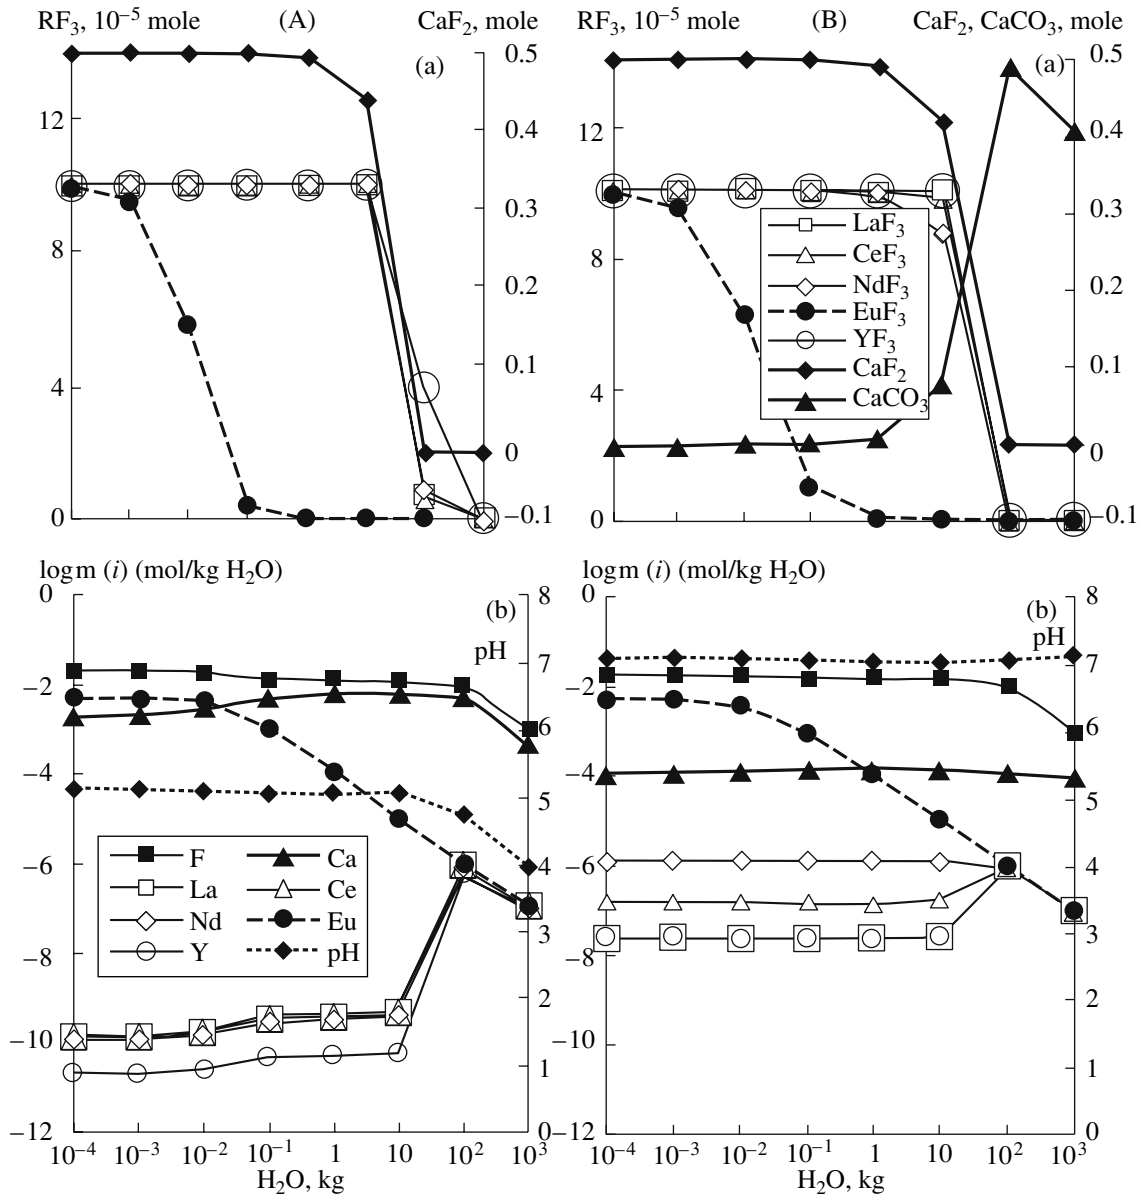 RF3, 10–5 mole (A) CaF2, mole
(a)
0.5
12
0.4
0.3
8
0.2
0.1
4
0
0
–0.1
RF3, 10–5 mole (B) CaF2, CaCO3, mole
(a)
0.5
12
0.4
0.3
8
0.2
0.1
4
0
0
–0.1
LaF3
CeF3
NdF3
EuF3
YF3
CaF2
CaCO3
log m (i) (mol/kg H2O)
(b)
pH
0
–2
–4
–6
–8
–10
–12
8
7
6
5
4
3
2
1
0
F Ca
La Ce
Nd Eu
Y pH
10–4 10–3 10–2 10–1 1 10 102 103
H2O, kg
log m (i) (mol/kg H2O)
(b)
pH
0
–2
–4
–6
–8
–10
–12
8
7
6
5
4
3
2
1
0
10–4 10–3 10–2 10–1 1 10 102 103
H2O, kg